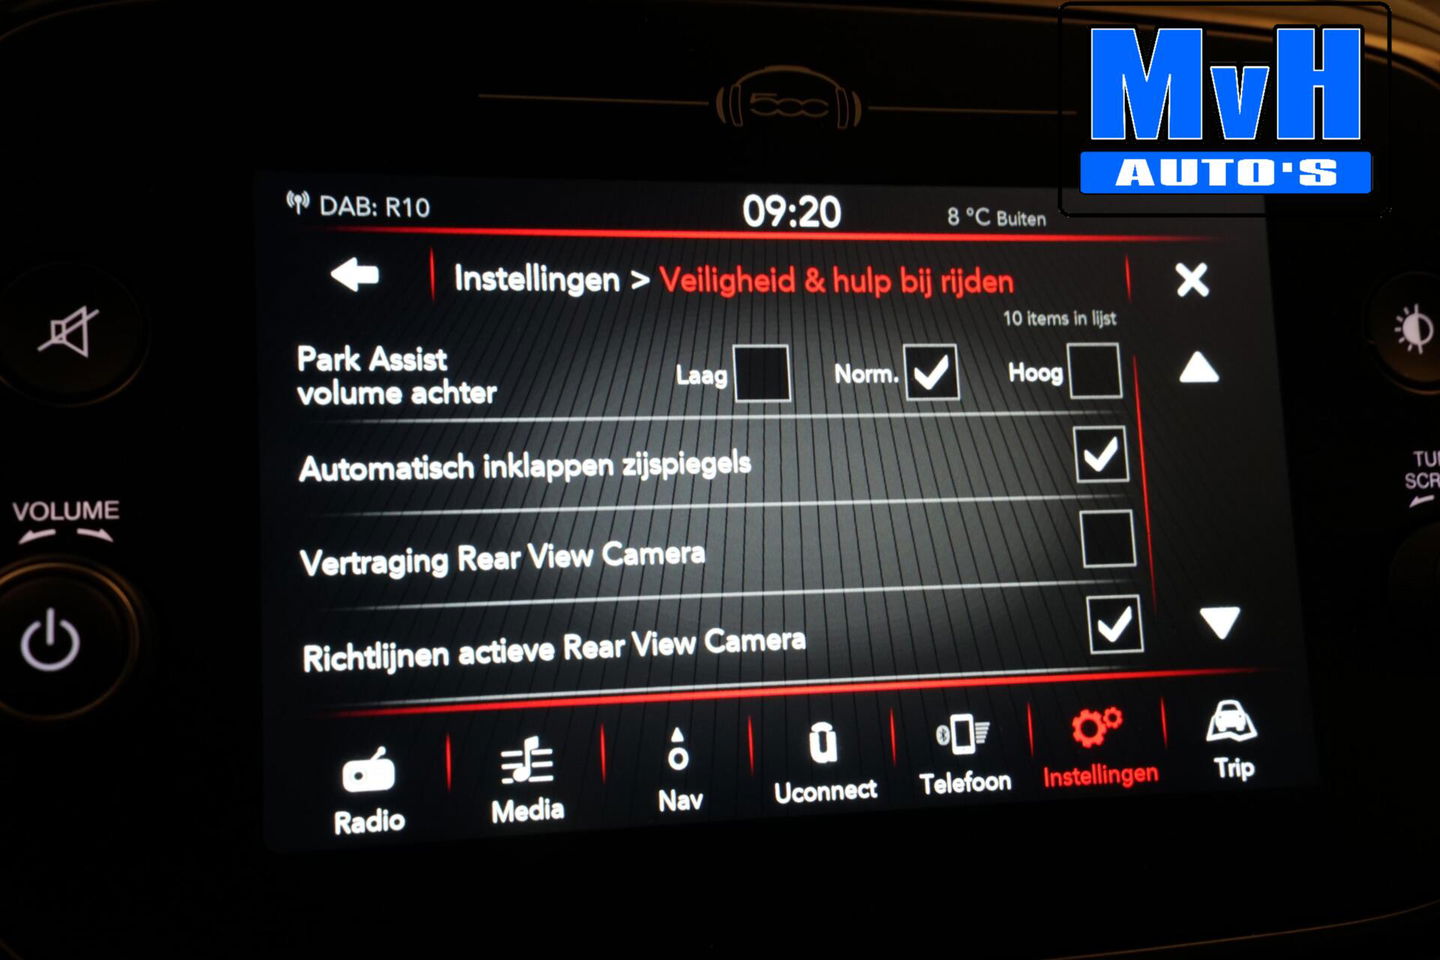 500
MvH
AUTO'S
DAB: R10
09:20
8 °C Buiten
Instellingen > Veiligheid & hulp bij rijden
10 items in lijst
Park Assist
volume achter
Laag
Norm.
Hoog
Automatisch inklappen zijspiegels
Vertraging Rear View Camera
Richtlijnen actieve Rear View Camera
VOLUME
Radio
Media
Nav
Uconnect
Telefoon
Instellingen
Trip